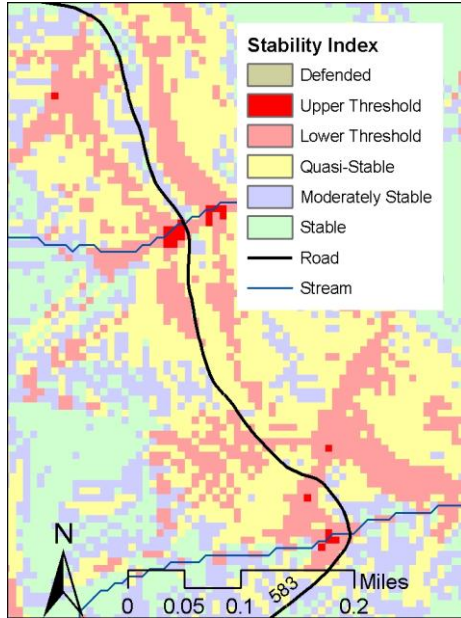 Stability Index
Defended
Upper Threshold
Lower Threshold
Quasi-Stable
Moderately Stable
Stable
Road
Stream
N
583
Miles
0 0.05 0.1 0.2